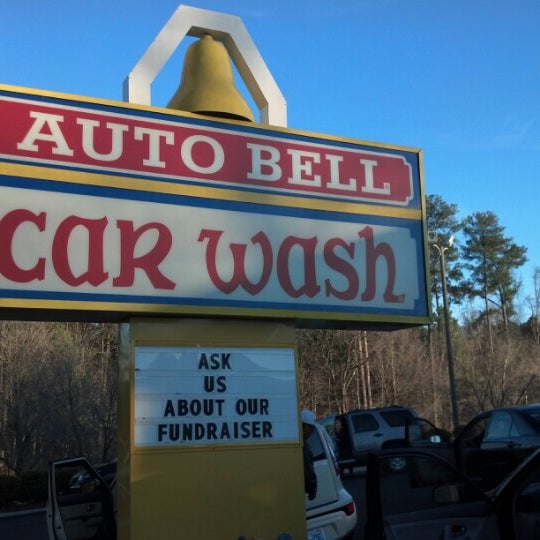 AUTO BELL
car wash
ASK
US
ABOUT OUR
FUNDRAISER